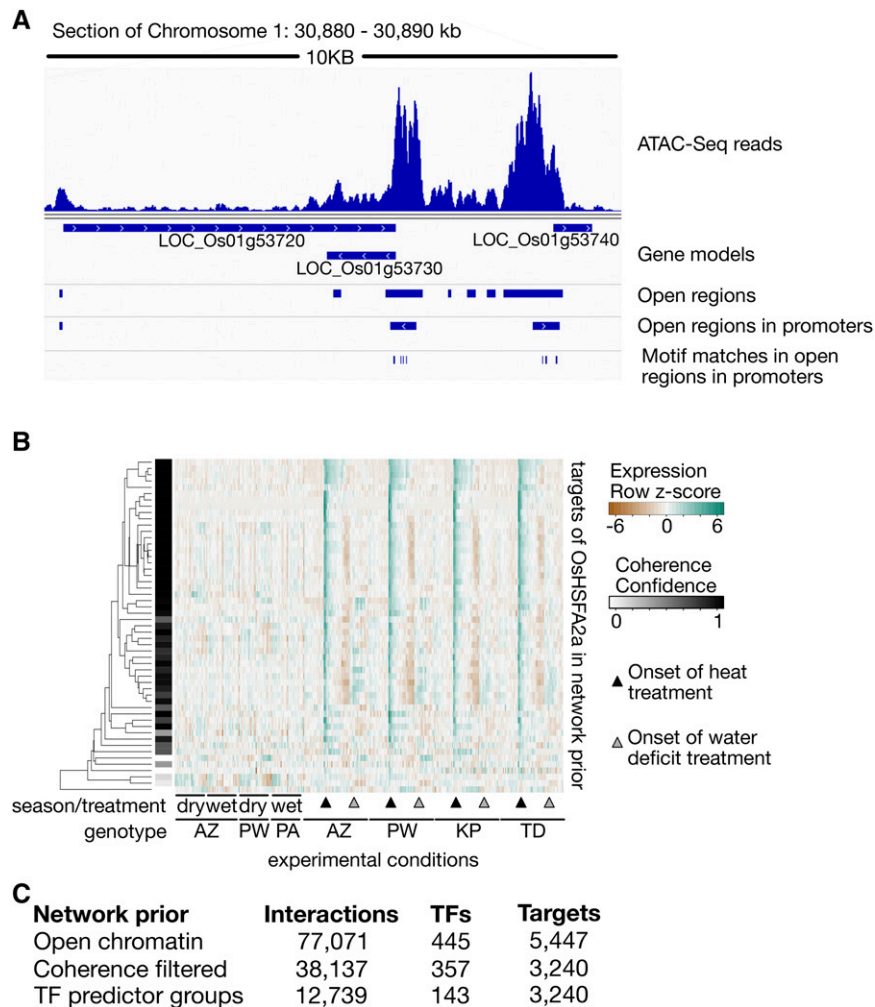 A
Section of Chromosome 1: 30,880 - 30,890 kb
10KB
ATAC-Seq reads
LOC_Os01g53720
LOC_Os01g53740
LOC_Os01g53730
Gene models
Open regions
Open regions in promoters
Motif matches in open
regions in promoters
B
targets of OsHSFA2a in network prior
Expression
Row z-score
-6 0 6
Coherence
Confidence
0 1
Onset of heat
treatment
Onset of water
deficit treatment
season/treatment dry wet dry wet
genotype AZ PW PA AZ PW KP TD
experimental conditions
C
Network prior Interactions TFs Targets
Open chromatin 77,071 445 5,447
Coherence filtered 38,137 357 3,240
TF predictor groups 12,739 143 3,240